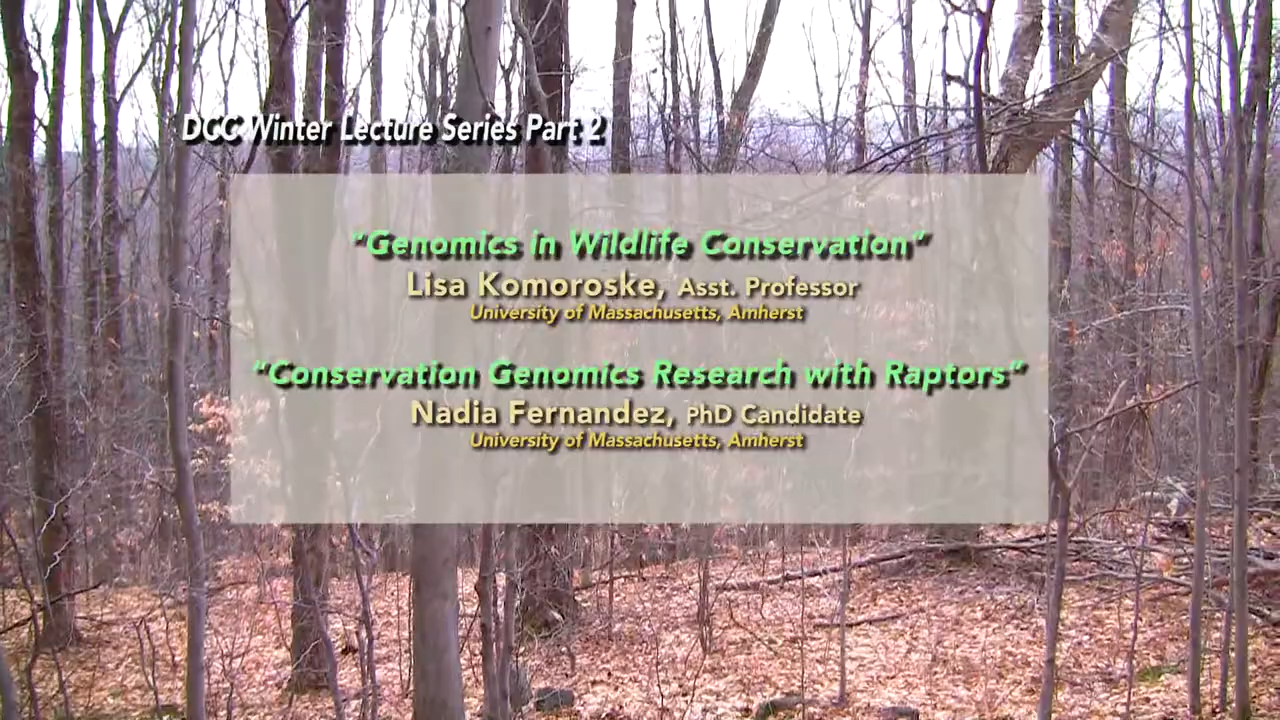 DCC Winter Lecture Series Part 2
"Genomics in Wildlife Conservation"
Lisa Komoroske, Asst. Professor
University of Massachusetts, Amherst
"Conservation Genomics Research with Raptors"
Nadia Fernandez, PhD Candidate
University of Massachusetts, Amherst